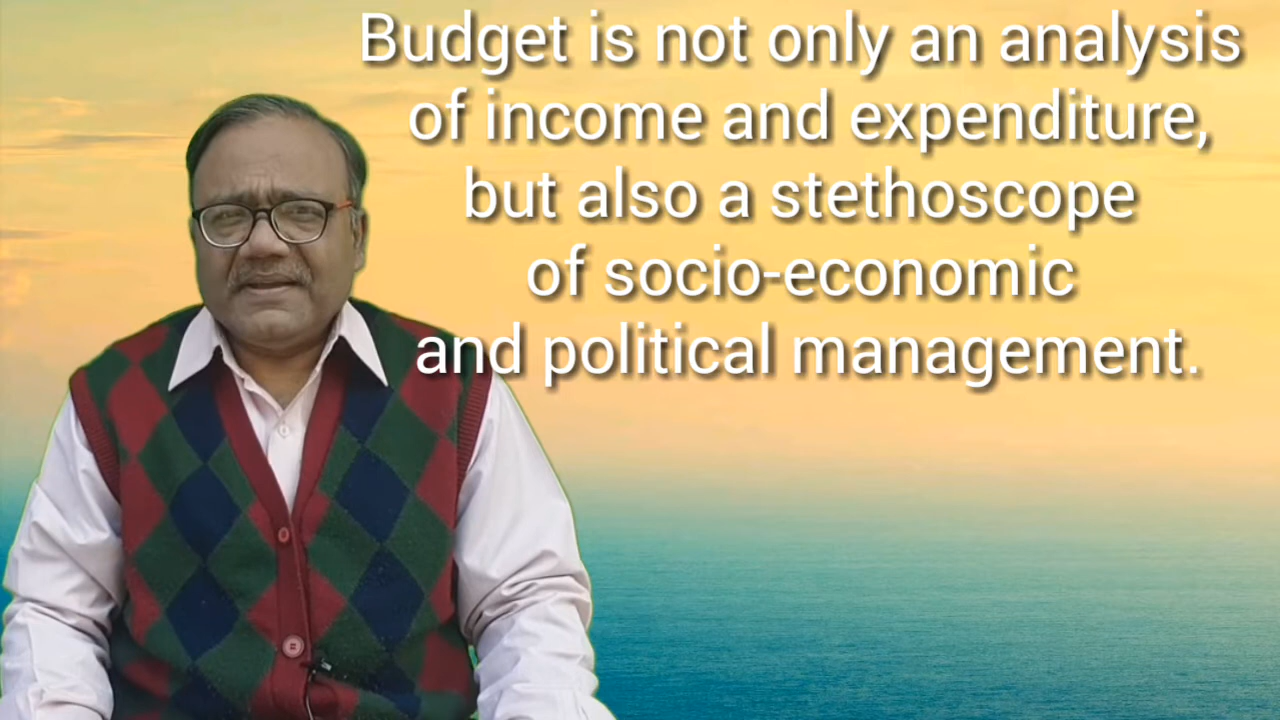 Budget is not only an analysis
of income and expenditure,
but also a stethoscope
of socio-economic
and political management.